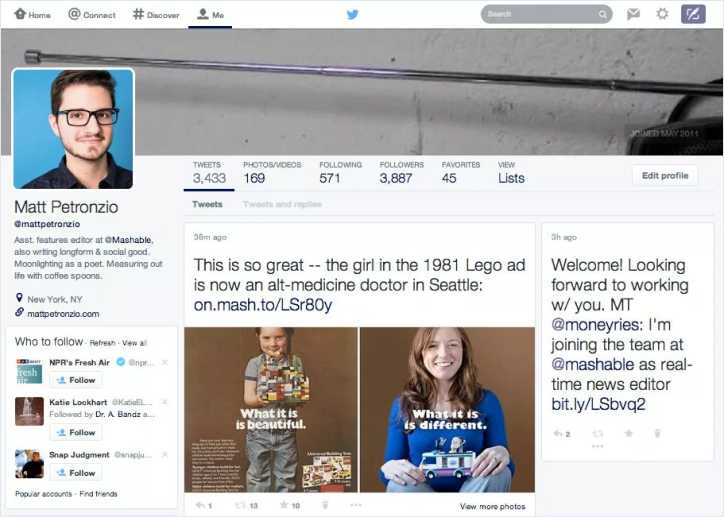 Home
Connect
Discover
Me
Search
JOINED MAY 2011
TWEETS PHOTOS/VIDEOS FOLLOWING FOLLOWERS FAVORITES VIEW
3,433 169 571 3,887 45 Lists
Edit profile
Tweets Tweets and replies
Matt Petronzio
@mattpetronzio
Asst. features editor at @Mashable,
also writing longform & social good.
Moonlighting as a poet. Measuring out
life with coffee spoons.
New York, NY
mattpetronzio.com
Who to follow · Refresh · View all
NPR's Fresh Air @npr...
Follow
Katie Lockhart @KatieEL...
Followed by Dr. A. Bandz a...
Follow
Snap Judgment @snapju...
Follow
Popular accounts · Find friends
38m ago
This is so great -- the girl in the 1981 Lego ad
is now an alt-medicine doctor in Seattle:
on.mash.to/LSr80y
What it is
is beautiful.
Universal Building Sets
What it is
is different.
1 13 10 ...
View more photos
3h ago
Welcome! Looking
forward to working
w/ you. MT
@moneyries: I'm
joining the team at
@mashable as real-
time news editor
bit.ly/LSbvq2
2
...